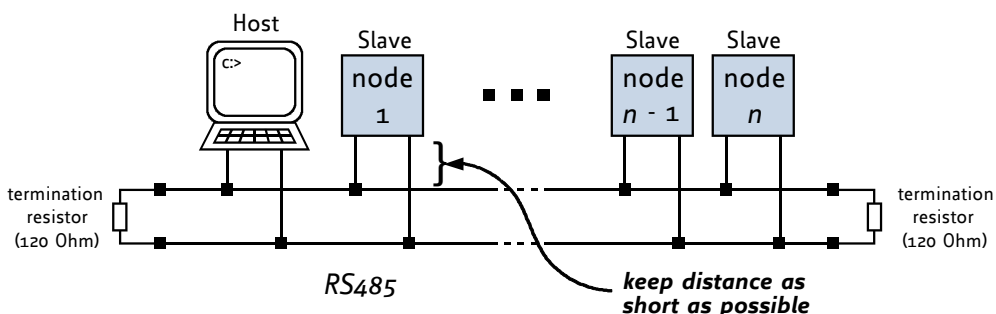 Host
c:>
Slave
node
1
Slave
node
n - 1
Slave
node
n
termination
resistor
(120 Ohm)
termination
resistor
(120 Ohm)
RS485
keep distance as
short as possible